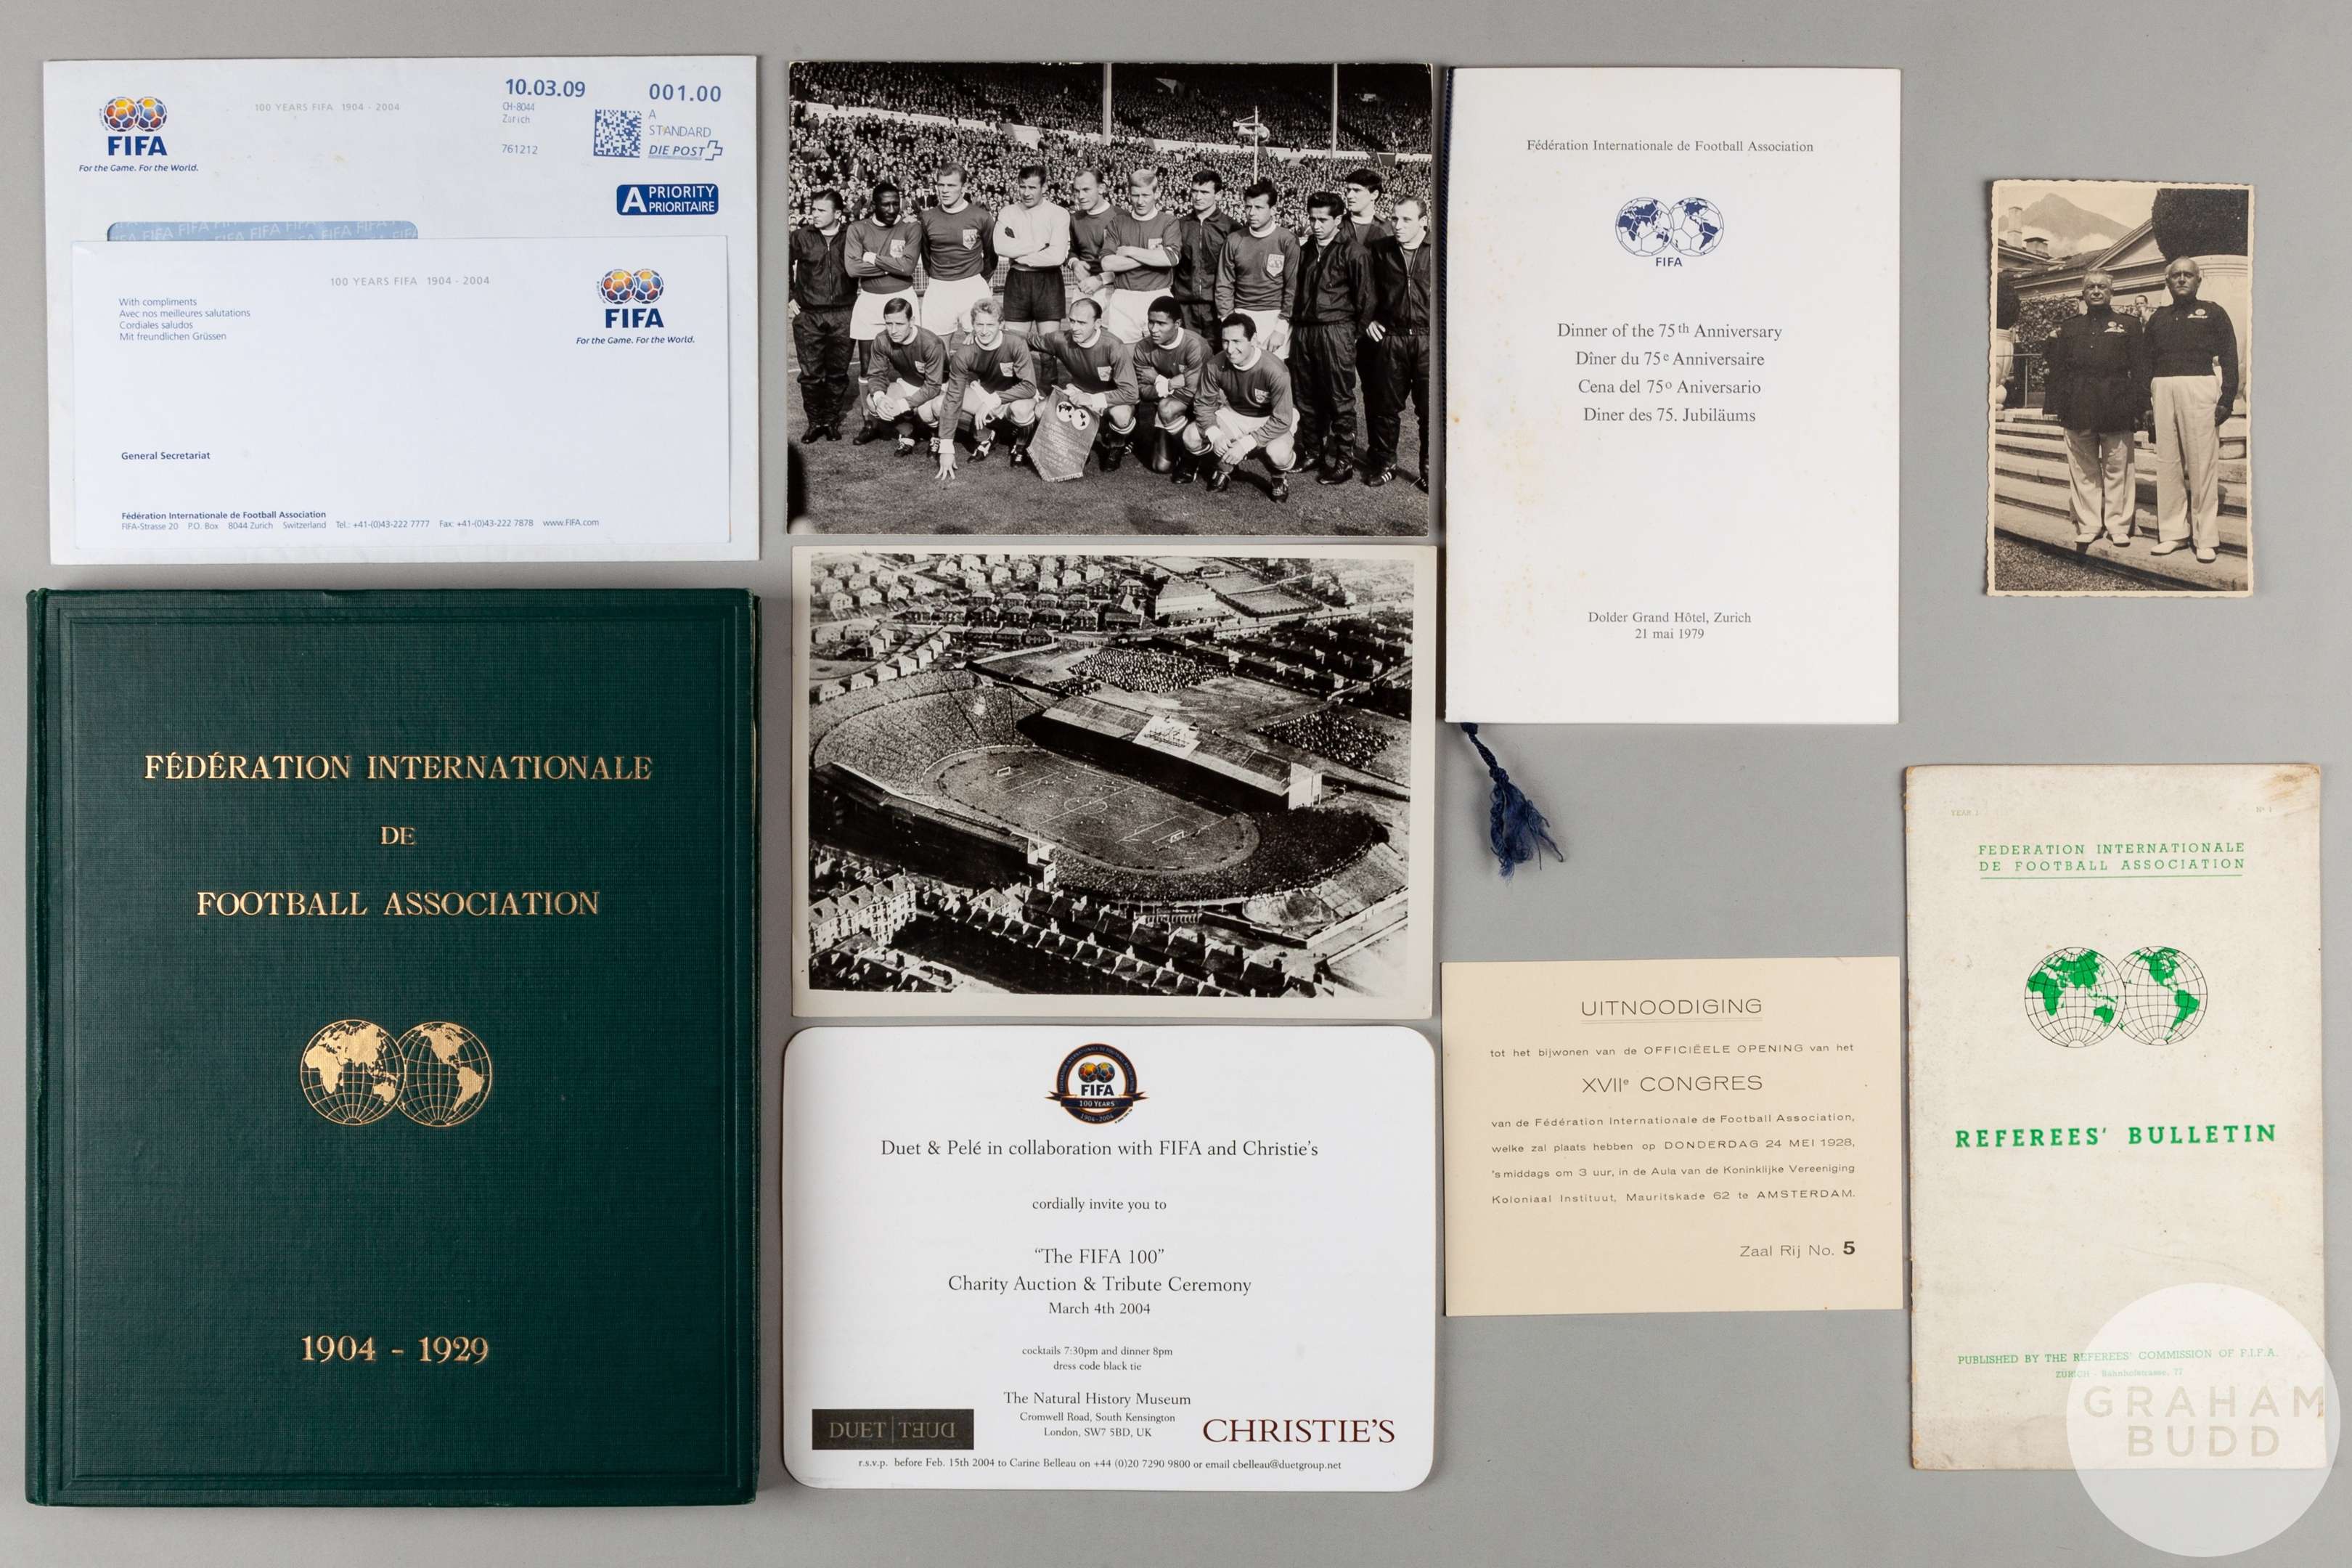 FIFA
For the Game. For the World.
100 YEARS FIFA 1904 - 2004
10.03.09
CH-8044
Zürich
761212
001.00
A
STANDARD
DIE POST
A PRIORITY
PRIORITAIRE
100 YEARS FIFA 1904 - 2004
FIFA
For the Game. For the World.
With compliments
Avec nos meilleures salutations
Cordiales saludos
Mit freundlichen Grüssen
General Secretariat
Fédération Internationale de Football Association
FIFA-Strasse 20 P.O. Box 8044 Zurich Switzerland Tel.: +41-(0)43-222 7777 Fax: +41-(0)43-222 7878 www.FIFA.com
FÉDÉRATION INTERNATIONALE
DE
FOOTBALL ASSOCIATION
1904 - 1929
FIFA
100 YEARS
1904-2004
Duet & Pelé in collaboration with FIFA and Christie's
cordially invite you to
“The FIFA 100”
Charity Auction & Tribute Ceremony
March 4th 2004
cocktails 7:30pm and dinner 8pm
dress code black tie
The Natural History Museum
Cromwell Road, South Kensington
London, SW7 5BD, UK
DUET
CHRISTIE'S
r.s.v.p. before Feb. 15th 2004 to Carine Belleau on +44 (0)20 7290 9800 or email cbelleau@duetgroup.net
Fédération Internationale de Football Association
FIFA
Dinner of the 75th Anniversary
Dîner du 75e Anniversaire
Cena del 75o Aniversario
Diner des 75. Jubiläums
Dolder Grand Hôtel, Zurich
21 mai 1979
UITNOODIGING
tot het bijwonen van de OFFICIËELE OPENING van het
XVIIe CONGRES
van de Fédération Internationale de Football Association,
welke zal plaats hebben op DONDERDAG 24 MEI 1928,
'smiddags om 3 uur, in de Aula van de Koninklijke Vereeniging
Koloniaal Instituut, Mauritskade 62 te AMSTERDAM.
Zaal Rij No. 5
YEAR
FEDERATION INTERNATIONALE
DE FOOTBALL ASSOCIATION
REFEREES' BULLETIN
PUBLISHED BY THE REFEREES' COMMISSION OF F.I.F.A.
ZÜRICH - Bahnhofstrasse, 77
GRAHAM
BUDD